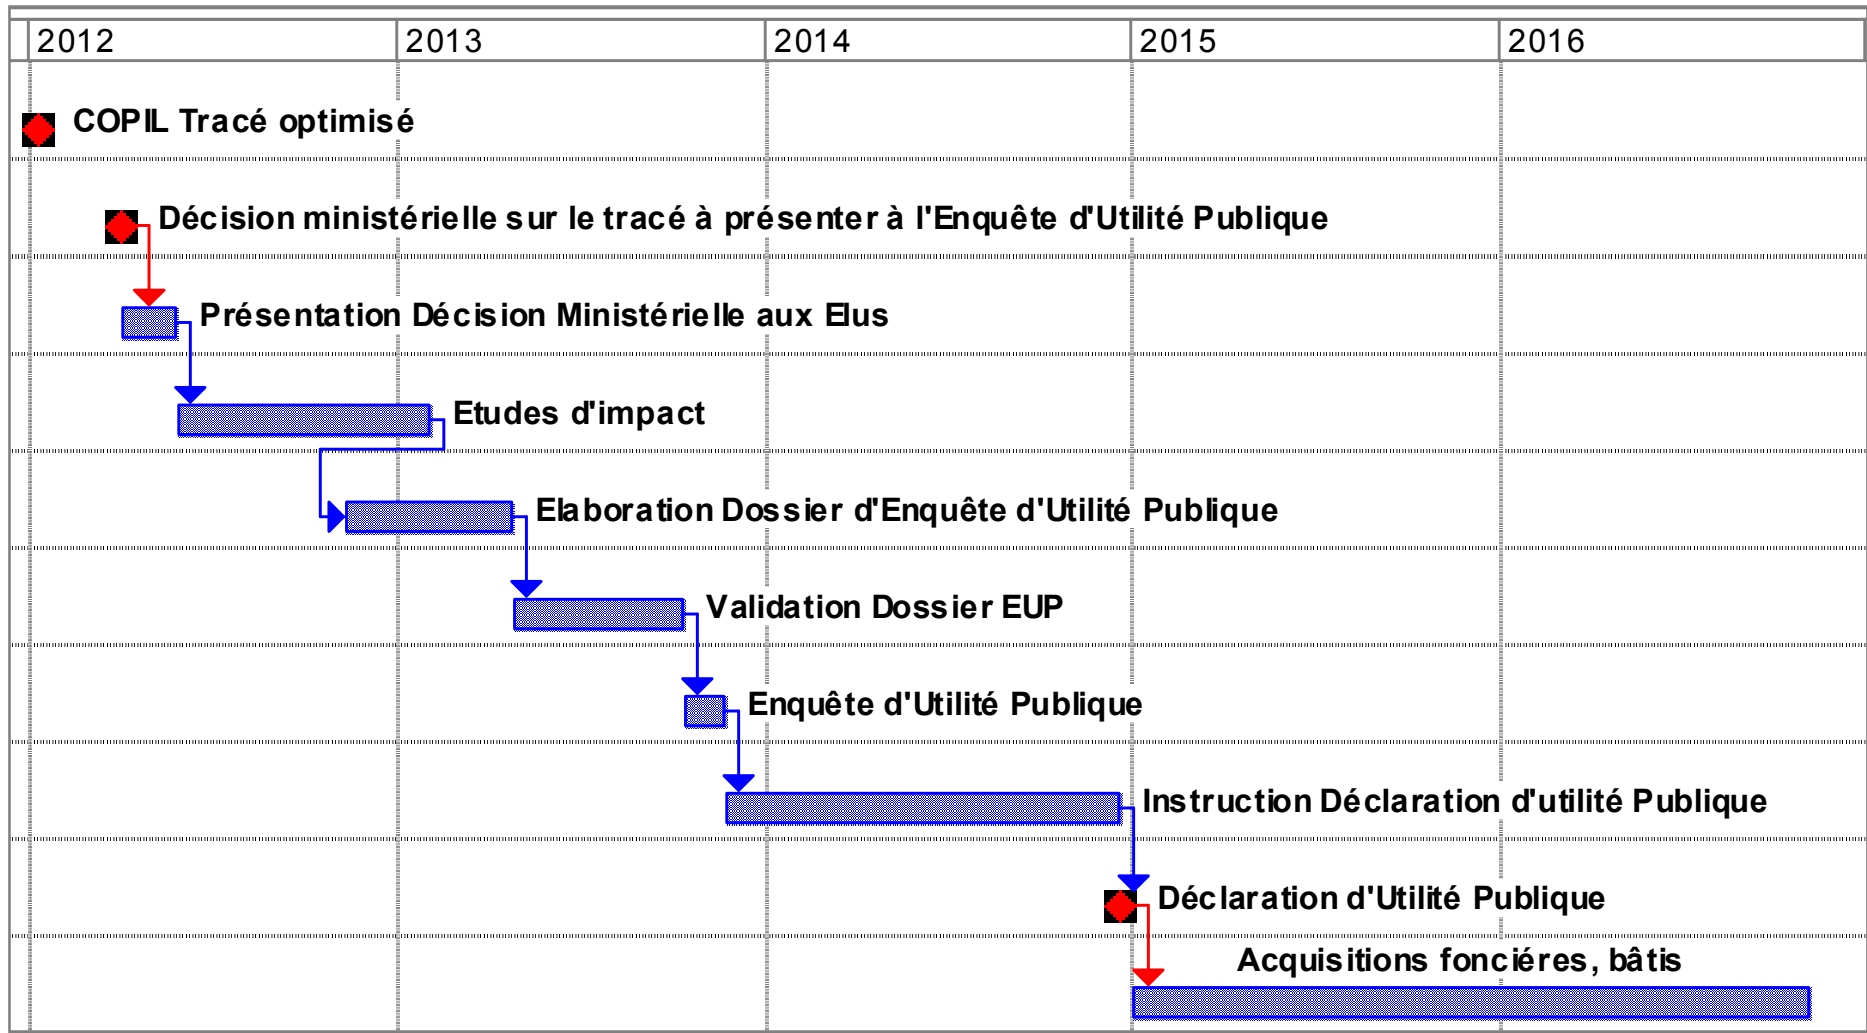 2012 2013 2014 2015 2016
COPIL Tracé optimisé
Décision ministérielle sur le tracé à présenter à l'Enquête d'Utilité Publique
Présentation Décision Ministérielle aux Elus
Etudes d'impact
Elaboration Dossier d'Enquête d'Utilité Publique
Validation Dossier EUP
Enquête d'Utilité Publique
Instruction Déclaration d'utilité Publique
Déclaration d'Utilité Publique
Acquisitions fonciéres, bâtis